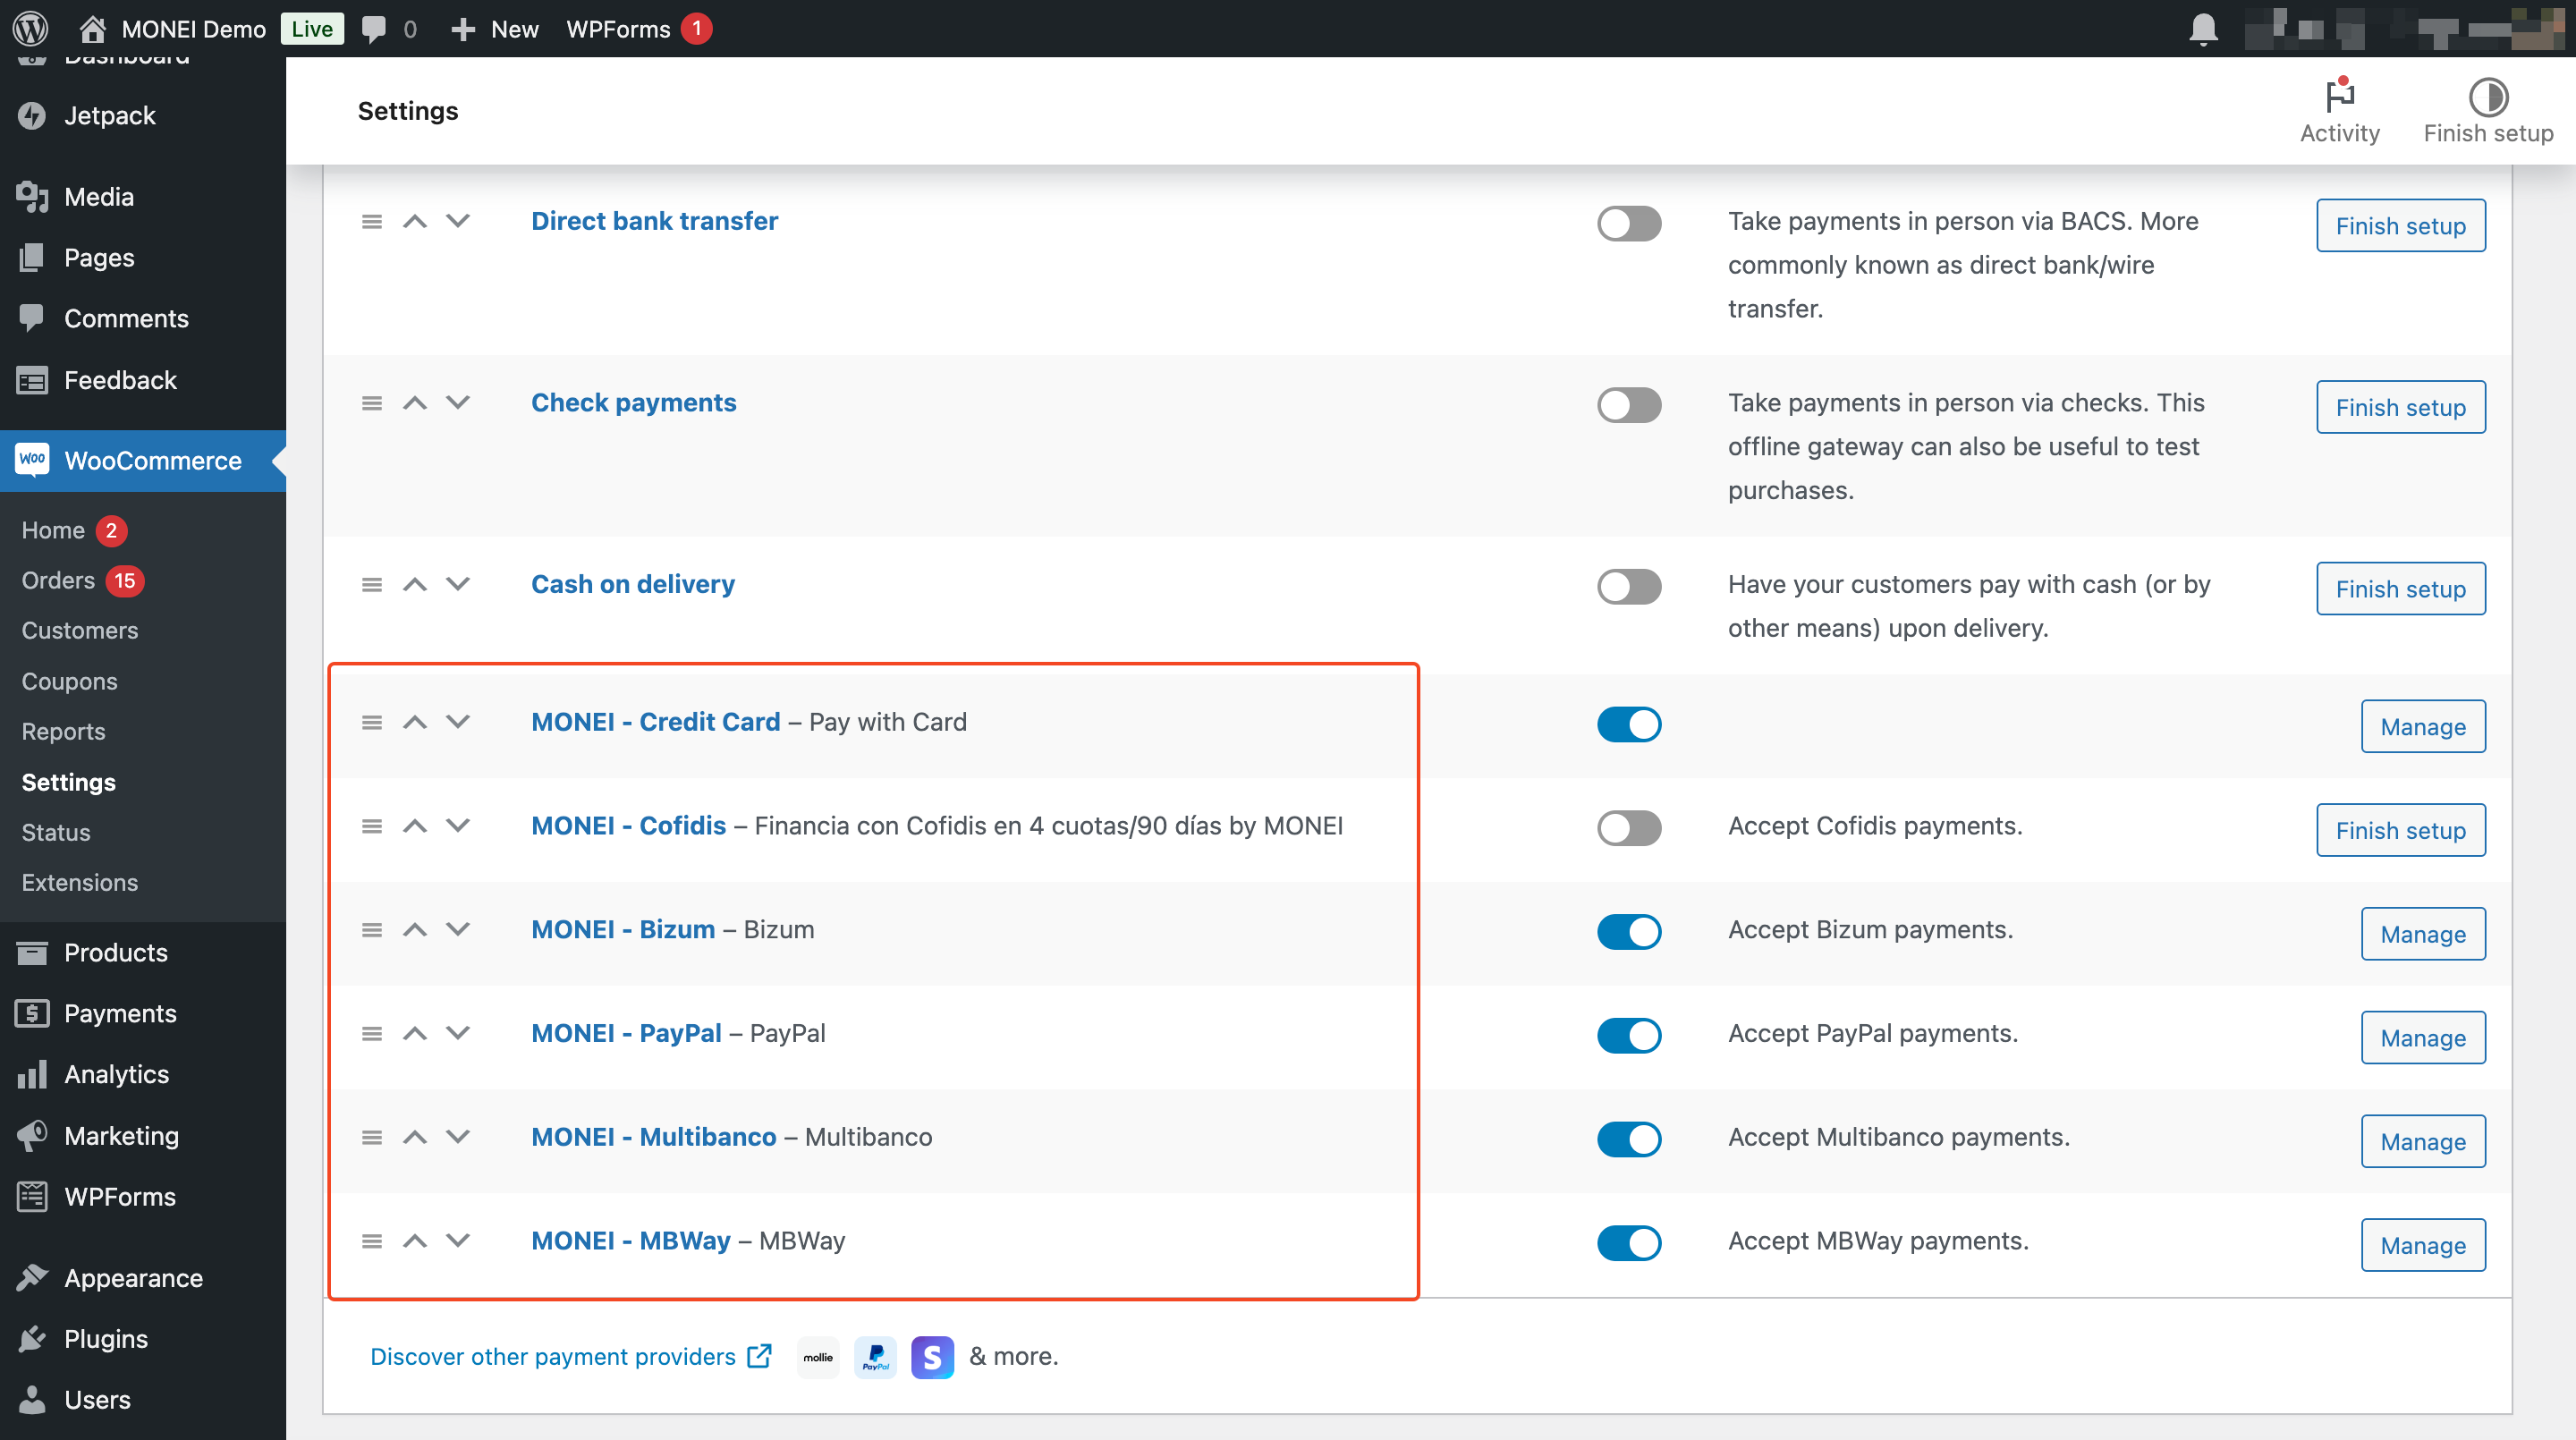 MONEI Demo Live 0 New WPForms 1
Dashboard
Jetpack
Media
Pages
Comments
Feedback
WooCommerce
Home 2
Orders 15
Customers
Coupons
Reports
Settings
Status
Extensions
Products
Payments
Analytics
Marketing
WPForms
Appearance
Plugins
Users
Settings
Activity
Finish setup
Direct bank transfer
Take payments in person via BACS. More
commonly known as direct bank/wire
transfer.
Finish setup
Check payments
Take payments in person via checks. This
offline gateway can also be useful to test
purchases.
Finish setup
Cash on delivery
Have your customers pay with cash (or by
other means) upon delivery.
Finish setup
MONEI - Credit Card – Pay with Card
Manage
MONEI - Cofidis – Financia con Cofidis en 4 cuotas/90 días by MONEI
Accept Cofidis payments.
Finish setup
MONEI - Bizum – Bizum
Accept Bizum payments.
Manage
MONEI - PayPal – PayPal
Accept PayPal payments.
Manage
MONEI - Multibanco – Multibanco
Accept Multibanco payments.
Manage
MONEI - MBWay – MBWay
Accept MBWay payments.
Manage
Discover other payment providers mollie PayPal S & more.